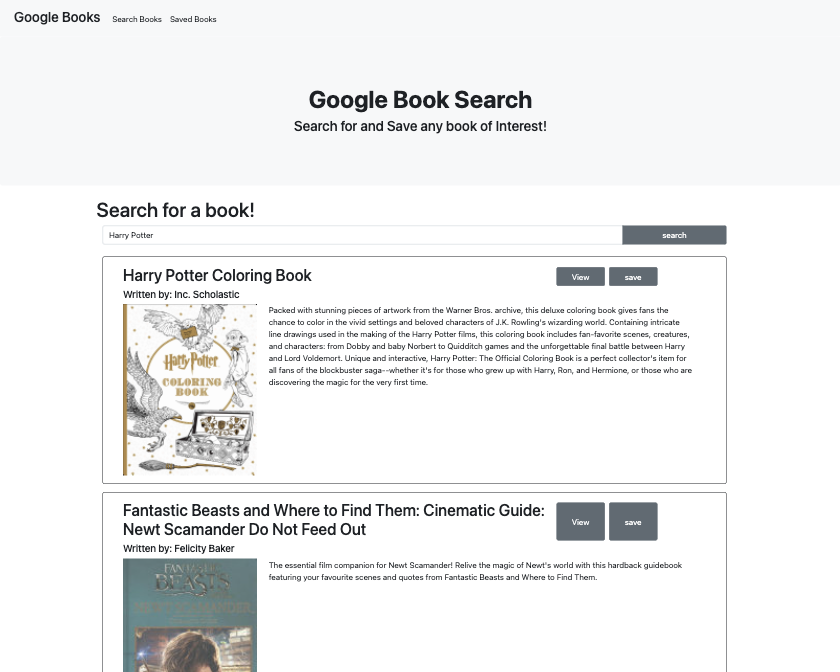 Google Books Search Books Saved Books
Google Book Search
Search for and Save any book of Interest!
Search for a book!
Harry Potter search
Harry Potter Coloring Book View save
Written by: Inc. Scholastic
Packed with stunning pieces of artwork from the Warner Bros. archive, this deluxe coloring book gives fans the
chance to color in the vivid settings and beloved characters of J.K. Rowling's wizarding world. Containing intricate
line drawings used in the making of the Harry Potter films, this coloring book includes fan-favorite scenes, creatures,
and characters: from Dobby and baby Norbert to Quidditch games and the unforgettable final battle between Harry
and Lord Voldemort. Unique and interactive, Harry Potter: The Official Coloring Book is a perfect collector's item for
all fans of the blockbuster saga--whether it's for those who grew up with Harry, Ron, and Hermione, or those who are
discovering the magic for the very first time.
Harry Potter
COLORING
BOOK
Fantastic Beasts and Where to Find Them: Cinematic Guide:
Newt Scamander Do Not Feed Out
View save
Written by: Felicity Baker
The essential film companion for Newt Scamander! Relive the magic of Newt's world with this hardback guidebook
featuring your favourite scenes and quotes from Fantastic Beasts and Where to Find Them.
FANTASTIC
BEASTS
NEWT SCAMANDER